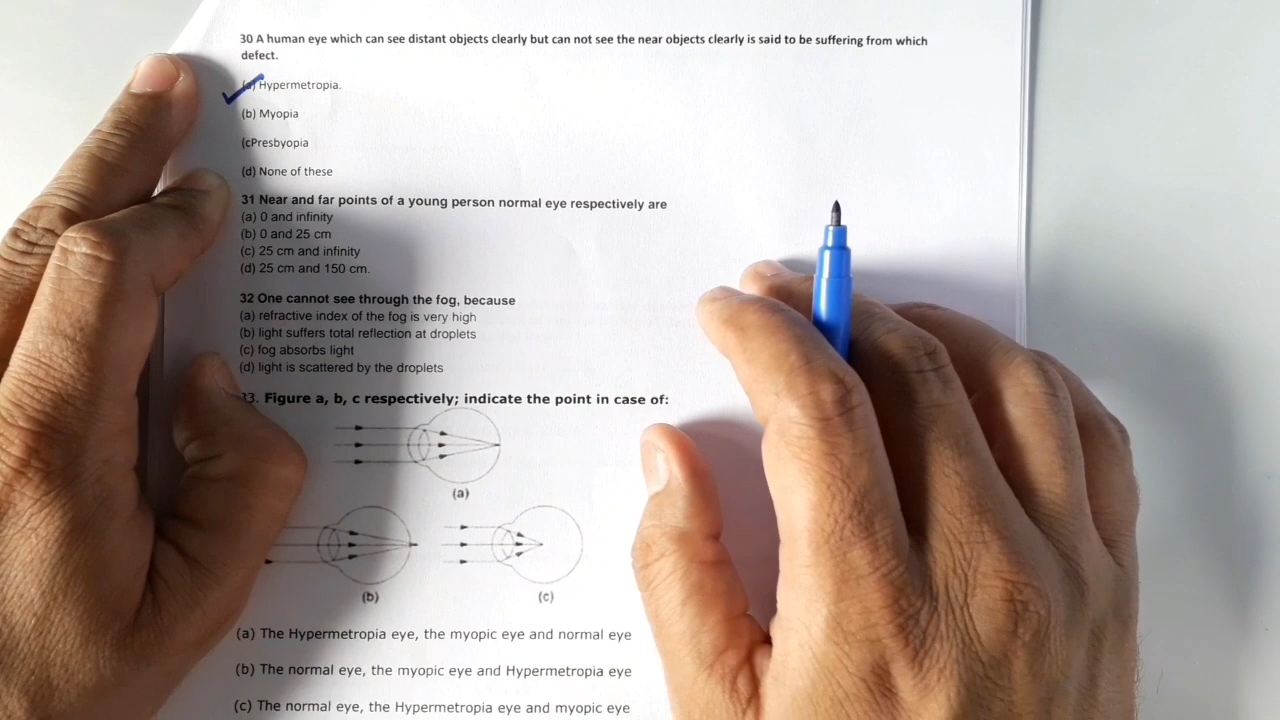 30 A human eye which can see distant objects clearly but can not see the near objects clearly is said to be suffering from which
defect.
(a) Hypermetropia.
(b) Myopia
(cPresbyopia
(d) None of these
31 Near and far points of a young person normal eye respectively are
(a) 0 and infinity
(b) 0 and 25 cm
(c) 25 cm and infinity
(d) 25 cm and 150 cm.
32 One cannot see through the fog, because
(a) refractive index of the fog is very high
(b) light suffers total reflection at droplets
(c) fog absorbs light
(d) light is scattered by the droplets
33. Figure a, b, c respectively; indicate the point in case of:
(a)
(b) (c)
(a) The Hypermetropia eye, the myopic eye and normal eye
(b) The normal eye, the myopic eye and Hypermetropia eye
(c) The normal eye, the Hypermetropia eye and myopic eye